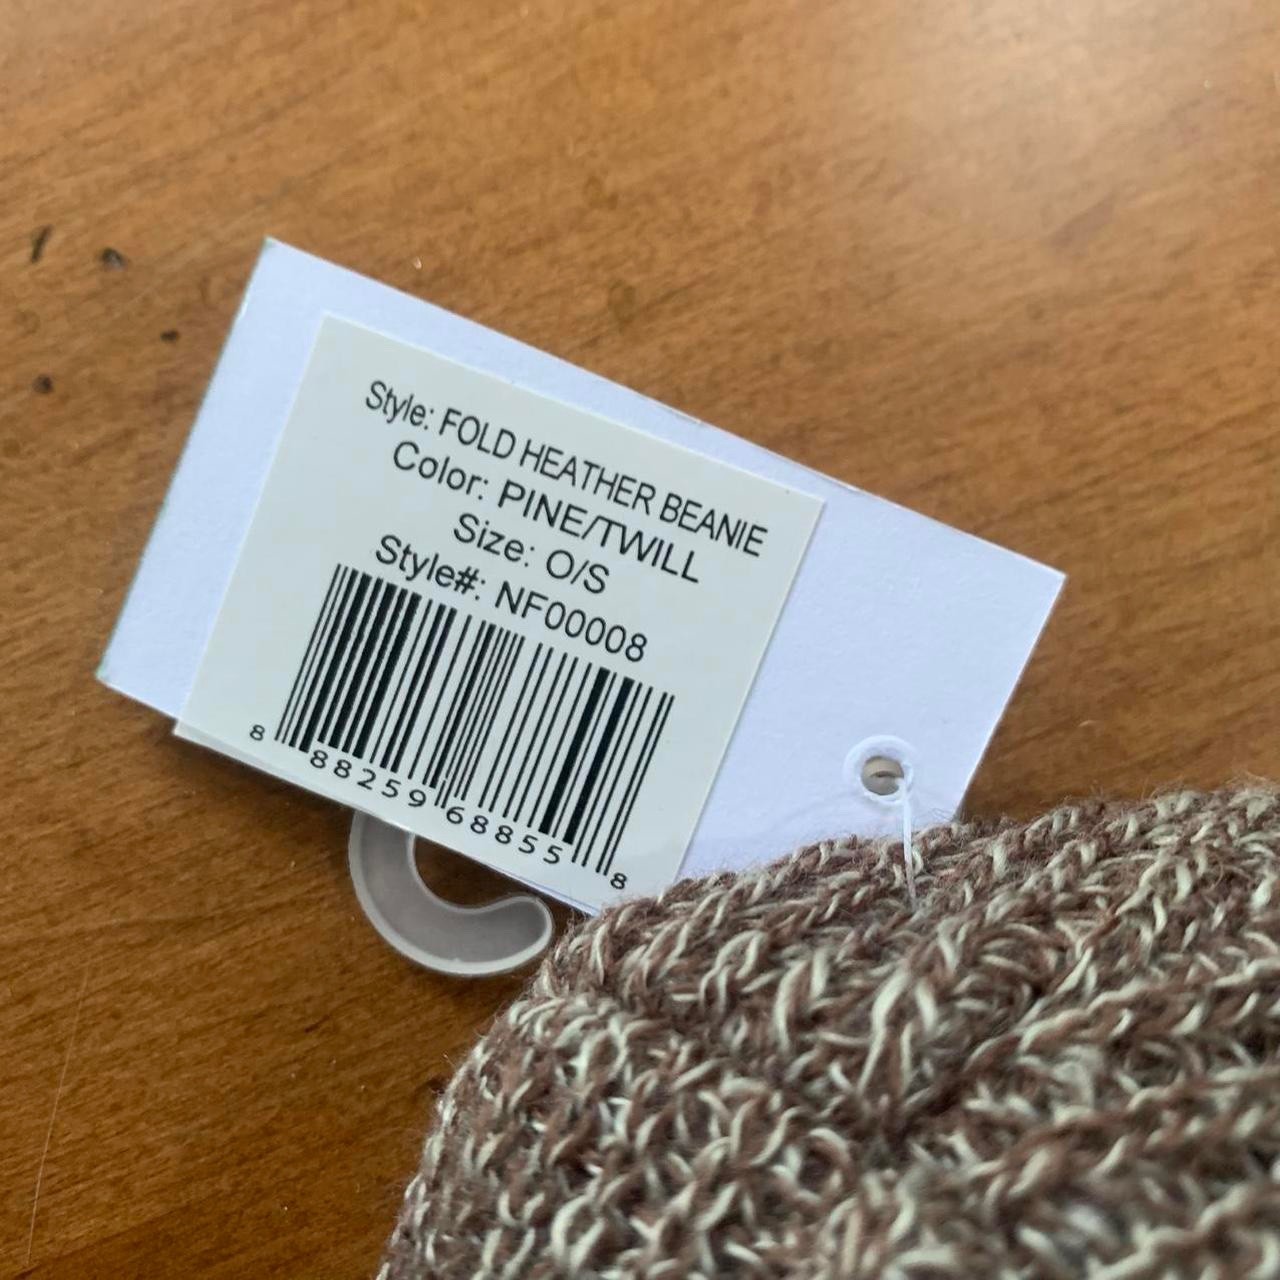 Style: FOLD HEATHER BEANIE
Color: PINE/TWILL
Size: O/S
Style#: NF00008
8 88259 68855 8